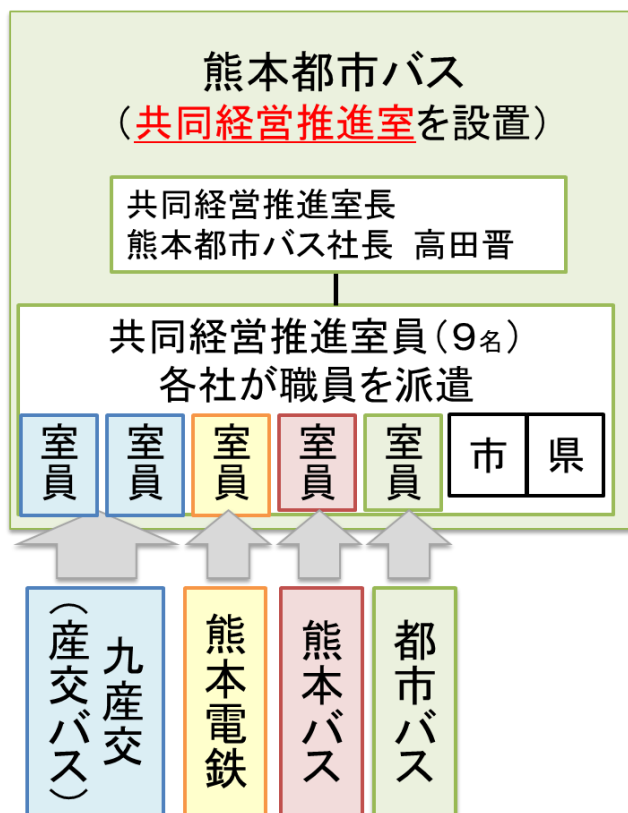 熊本都市バス
（共同経営推進室を設置）
共同経営推進室長
熊本都市バス社長 高田晋
共同経営推進室員（９名）
各社が職員を派遣
室員
室員
室員
室員
室員
市
県
九産交
（産交バス）
熊本電鉄
熊本バス
都市バス